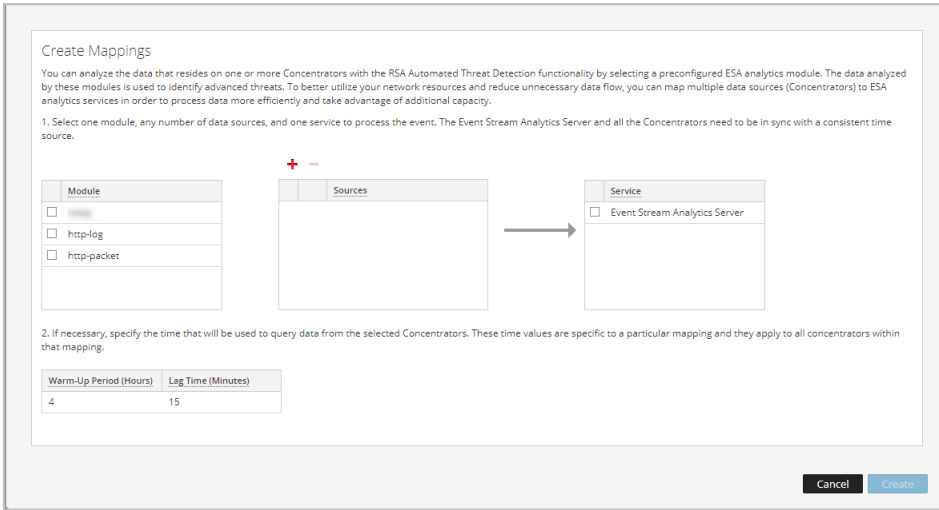 Create Mappings
You can analyze the data that resides on one or more Concentrators with the RSA Automated Threat Detection functionality by selecting a preconfigured ESA analytics module. The data analyzed
by these modules is used to identify advanced threats. To better utilize your network resources and reduce unnecessary data flow, you can map multiple data sources (Concentrators) to ESA
analytics services in order to process data more efficiently and take advantage of additional capacity.
1. Select one module, any number of data sources, and one service to process the event. The Event Stream Analytics Server and all the Concentrators need to be in sync with a consistent time
source.
Module
Sources
Service
Event Stream Analytics Server
http-log
http-packet
2. If necessary, specify the time that will be used to query data from the selected Concentrators. These time values are specific to a particular mapping and they apply to all concentrators within
that mapping.
Warm-Up Period (Hours) Lag Time (Minutes)
4 15
Cancel Create